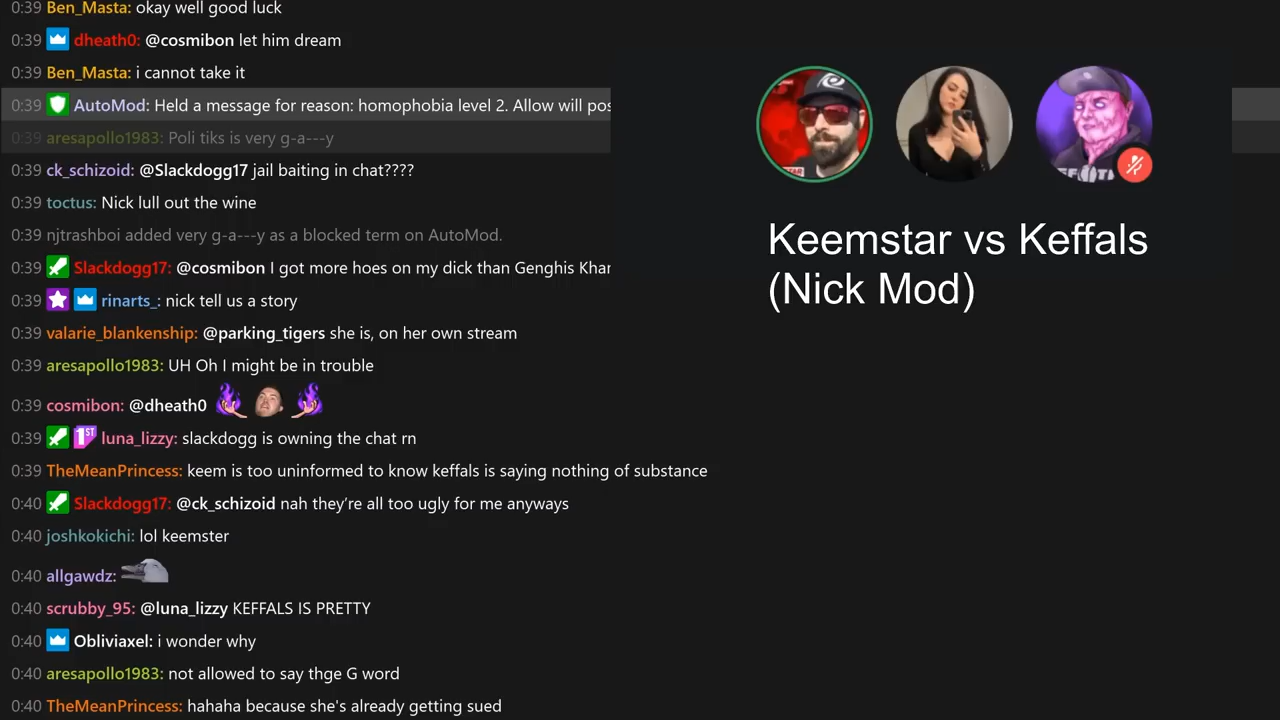 0:39 Ben_Masta: okay well good luck
0:39 dheath0: @cosmibon let him dream
0:39 Ben_Masta: i cannot take it
0:39 AutoMod: Held a message for reason: homophobia level 2. Allow will pos
0:39 aresapollo1983: Poli tiks is very g-a---y
0:39 ck_schizoid: @Slackdogg17 jail baiting in chat????
0:39 toctus: Nick lull out the wine
0:39 njtrashboi added very g-a---y as a blocked term on AutoMod.
0:39 Slackdogg17: @cosmibon I got more hoes on my dick than Genghis Khan
0:39 rinarts_: nick tell us a story
0:39 valarie_blankenship: @parking_tigers she is, on her own stream
0:39 aresapollo1983: UH Oh I might be in trouble
0:39 cosmibon: @dheath0
0:39 1ST luna_lizzy: slackdogg is owning the chat rn
0:39 TheMeanPrincess: keem is too uninformed to know keffals is saying nothing of substance
0:40 Slackdogg17: @ck_schizoid nah they're all too ugly for me anyways
0:40 joshkokichi: lol keemster
0:40 allgawdz:
0:40 scrubby_95: @luna_lizzy KEFFALS IS PRETTY
0:40 Obliviaxel: i wonder why
0:40 aresapollo1983: not allowed to say thge G word
0:40 TheMeanPrincess: hahaha because she's already getting sued
Keemstar vs Keffals
(Nick Mod)